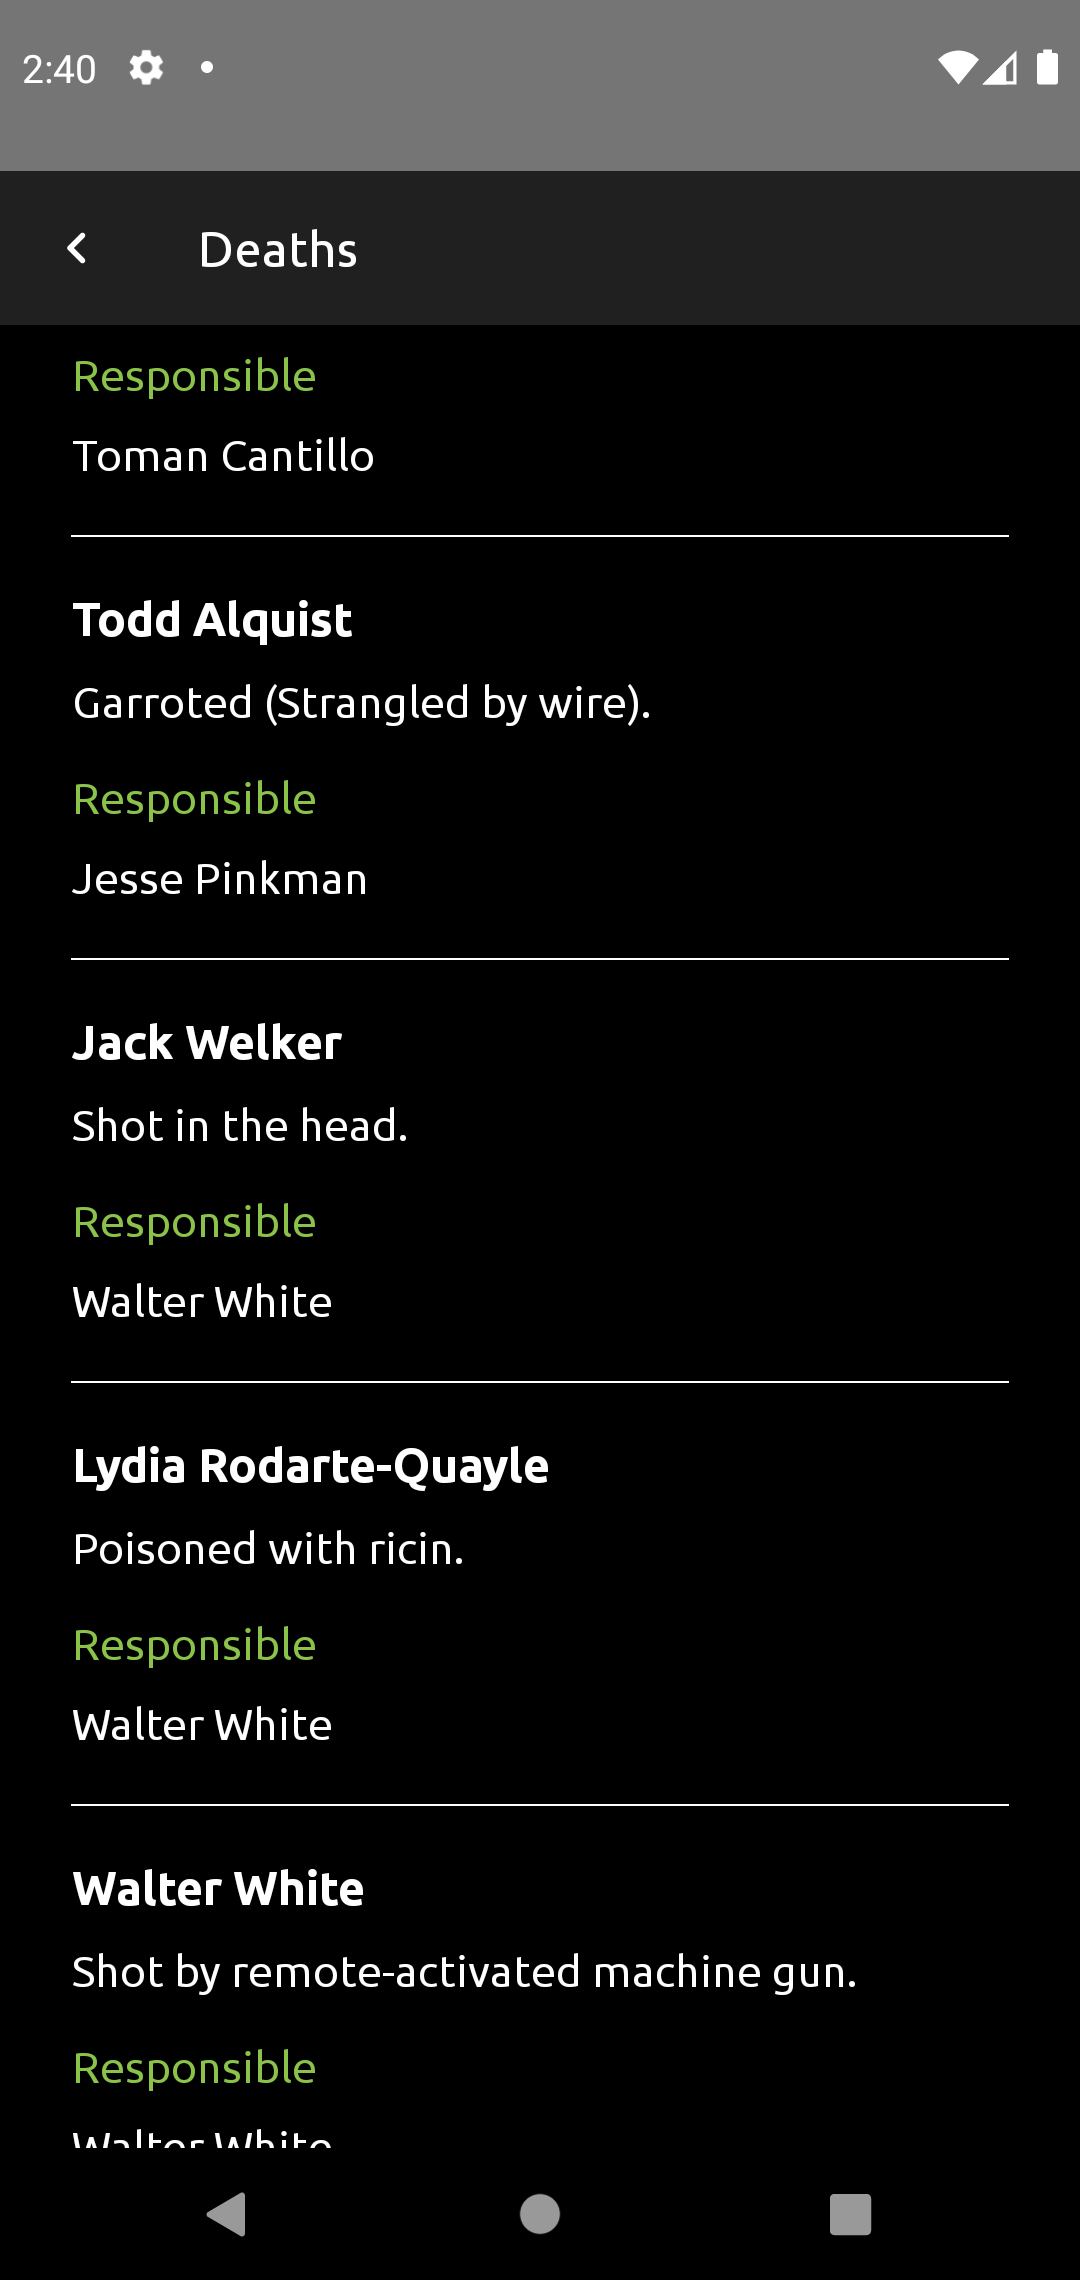 2:40
Deaths
Responsible
Toman Cantillo
Todd Alquist
Garroted (Strangled by wire).
Responsible
Jesse Pinkman
Jack Welker
Shot in the head.
Responsible
Walter White
Lydia Rodarte-Quayle
Poisoned with ricin.
Responsible
Walter White
Walter White
Shot by remote-activated machine gun.
Responsible
Walter White